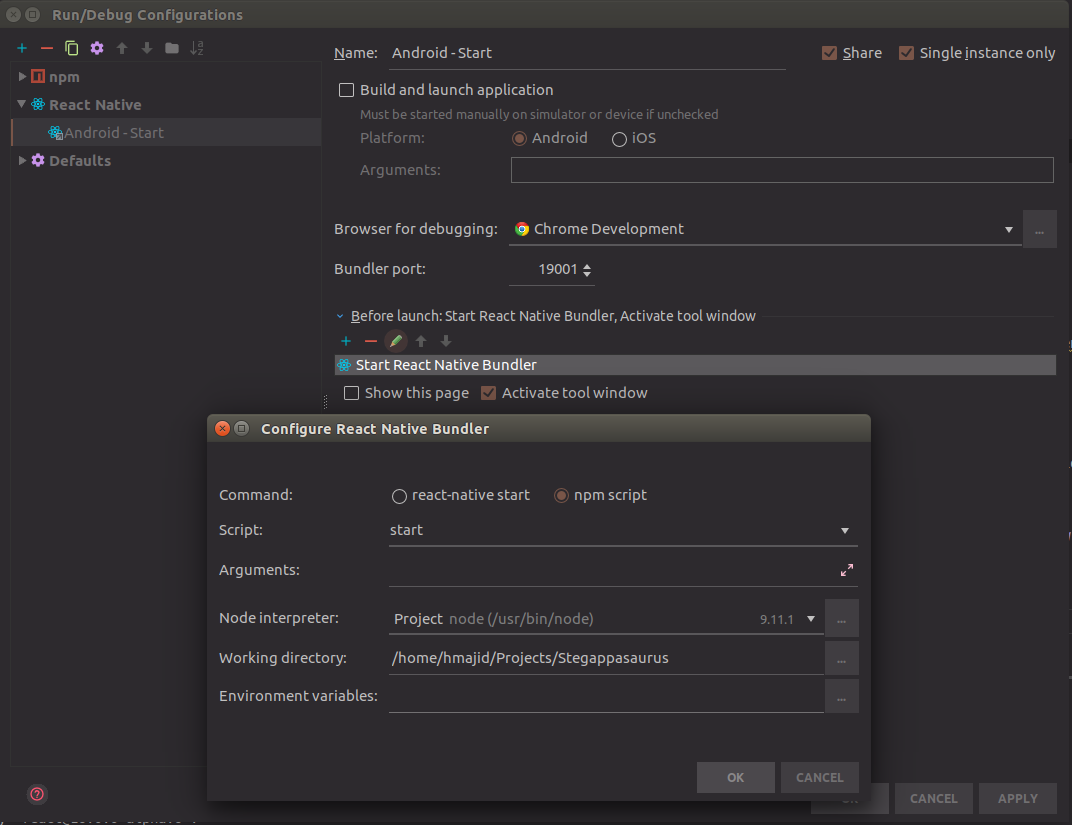 Run/Debug Configurations
Name: Android - Start
Share
Single instance only
npm
React Native
Android - Start
Defaults
Build and launch application
Must be started manually on simulator or device if unchecked
Platform: Android iOS
Arguments:
Browser for debugging: Chrome Development ...
Bundler port: 19001
Before launch: Start React Native Bundler, Activate tool window
Start React Native Bundler
Show this page Activate tool window
Configure React Native Bundler
Command: react-native start npm script
Script: start
Arguments:
Node interpreter: Project node (/usr/bin/node) 9.11.1 ...
Working directory: /home/hmajid/Projects/Stegappasaurus ...
Environment variables: ...
OK CANCEL
CANCEL APPLY